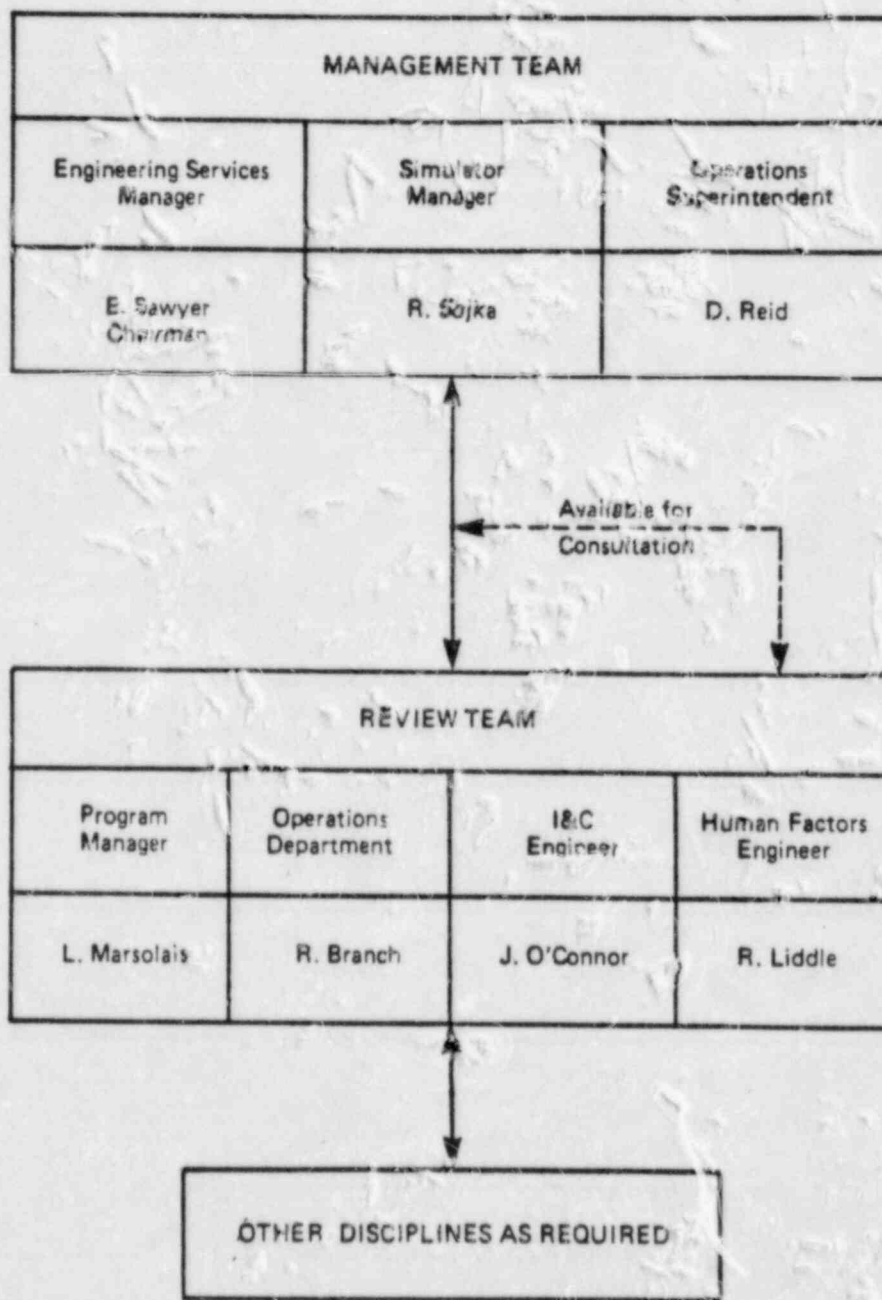 MANAGEMENT TEAM
Engineering Services
Manager
Simulator
Manager
Operations
Superintendent
E. Sawyer
Chairman
R. Sojka
D. Reid
Available for
Consultation
REVIEW TEAM
Program
Manager
Operations
Department
I&C
Engineer
Human Factors
Engineer
L. Marsolais
R. Branch
J. O'Connor
R. Liddle
OTHER DISCIPLINES AS REQUIRED